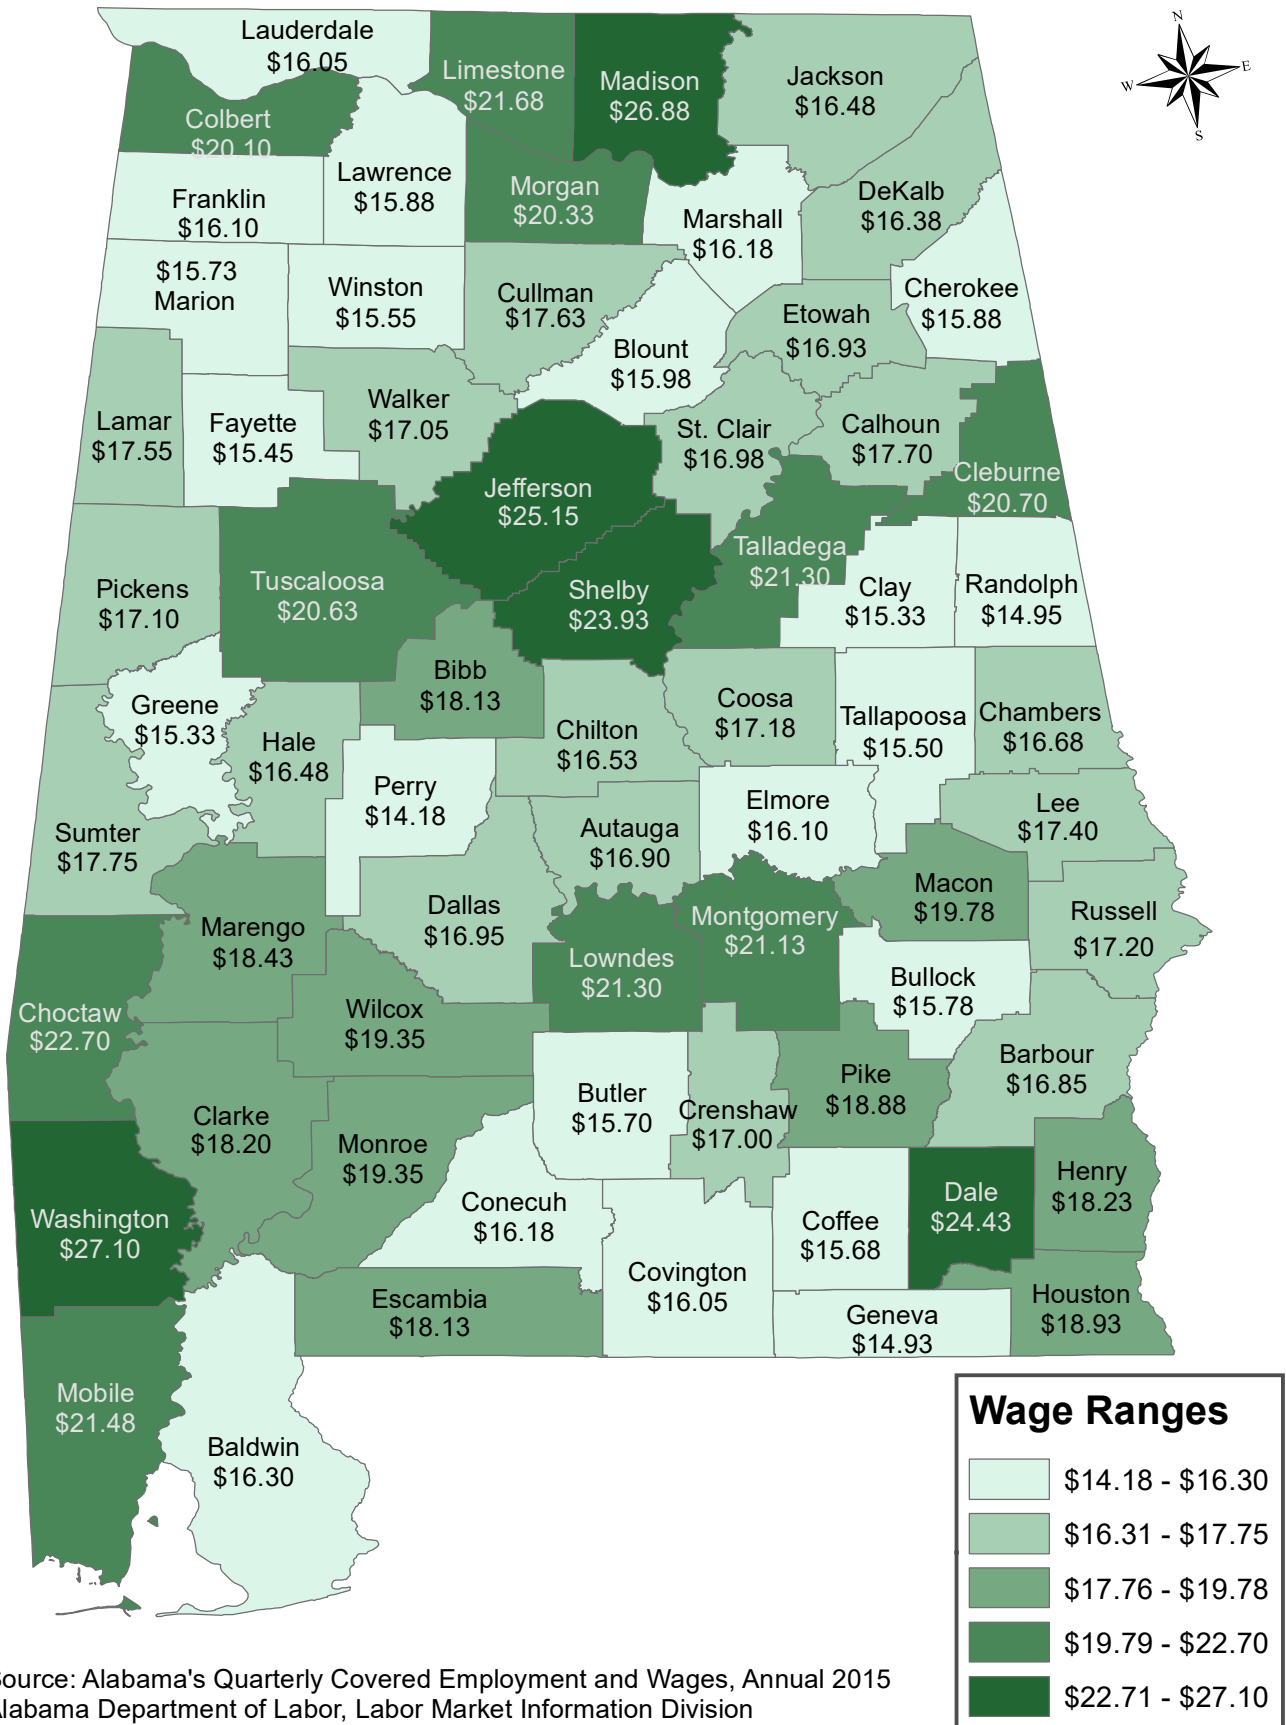 N
W
E
S
Lauderdale
$16.05
Limestone
$21.68
Madison
$26.88
Jackson
$16.48
Colbert
$20.10
Lawrence
$15.88
Morgan
$20.33
Franklin
$16.10
Marshall
$16.18
DeKalb
$16.38
$15.73
Marion
Winston
$15.55
Cullman
$17.63
Cherokee
$15.88
Etowah
$16.93
Blount
$15.98
Lamar
$17.55
Fayette
$15.45
Walker
$17.05
St. Clair
$16.98
Calhoun
$17.70
Cleburne
$20.70
Jefferson
$25.15
Talladega
$21.30
Pickens
$17.10
Tuscaloosa
$20.63
Shelby
$23.93
Clay
$15.33
Randolph
$14.95
Greene
$15.33
Bibb
$18.13
Hale
$16.48
Chilton
$16.53
Coosa
$17.18
Tallapoosa
$15.50
Chambers
$16.68
Perry
$14.18
Elmore
$16.10
Lee
$17.40
Sumter
$17.75
Autauga
$16.90
Macon
$19.78
Russell
$17.20
Marengo
$18.43
Dallas
$16.95
Montgomery
$21.13
Lowndes
$21.30
Bullock
$15.78
Choctaw
$22.70
Wilcox
$19.35
Barbour
$16.85
Pike
$18.88
Butler
$15.70
Crenshaw
$17.00
Clarke
$18.20
Monroe
$19.35
Henry
$18.23
Washington
$27.10
Conecuh
$16.18
Coffee
$15.68
Dale
$24.43
Covington
$16.05
Escambia
$18.13
Geneva
$14.93
Houston
$18.93
Mobile
$21.48
Baldwin
$16.30
Wage Ranges
$14.18 - $16.30
$16.31 - $17.75
$17.76 - $19.78
$19.79 - $22.70
$22.71 - $27.10
ource: Alabama's Quarterly Covered Employment and Wages, Annual 2015
labama Department of Labor, Labor Market Information Division